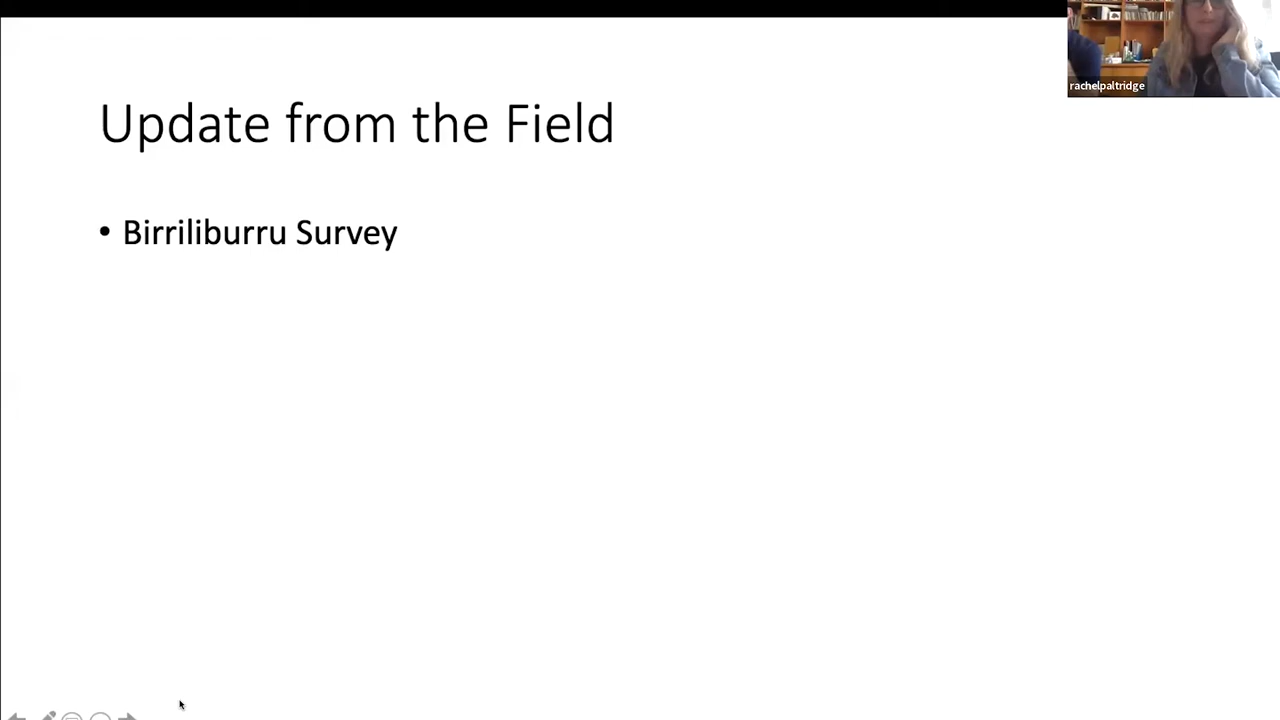 rachelpaltridge
Update from the Field
• Birriliburru Survey